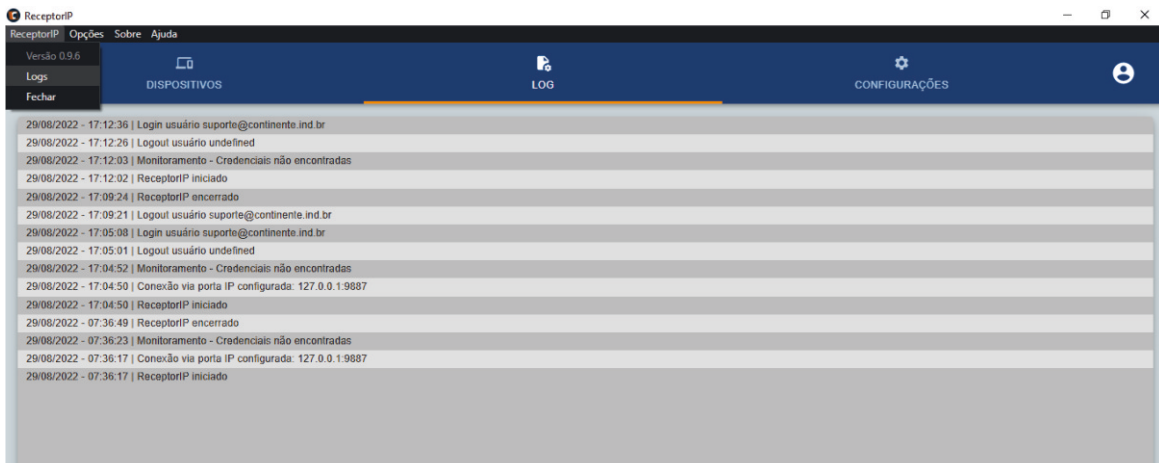 ReceptorIP
ReceptorIP Opções Sobre Ajuda
Versão 0.9.6
Logs
Fechar
DISPOSITIVOS
LOG
CONFIGURAÇÕES
29/08/2022 - 17:12:36 | Login usuário suporte@continente.ind.br
29/08/2022 - 17:12:26 | Logout usuário undefined
29/08/2022 - 17:12:03 | Monitoramento - Credenciais não encontradas
29/08/2022 - 17:12:02 | ReceptorIP iniciado
29/08/2022 - 17:09:24 | ReceptorIP encerrado
29/08/2022 - 17:09:21 | Logout usuário suporte@continente.ind.br
29/08/2022 - 17:05:08 | Login usuário suporte@continente.ind.br
29/08/2022 - 17:05:01 | Logout usuário undefined
29/08/2022 - 17:04:52 | Monitoramento - Credenciais não encontradas
29/08/2022 - 17:04:50 | Conexão via porta IP configurada: 127.0.0.1:9887
29/08/2022 - 17:04:50 | ReceptorIP iniciado
29/08/2022 - 07:36:49 | ReceptorIP encerrado
29/08/2022 - 07:36:23 | Monitoramento - Credenciais não encontradas
29/08/2022 - 07:36:17 | Conexão via porta IP configurada: 127.0.0.1:9887
29/08/2022 - 07:36:17 | ReceptorIP iniciado